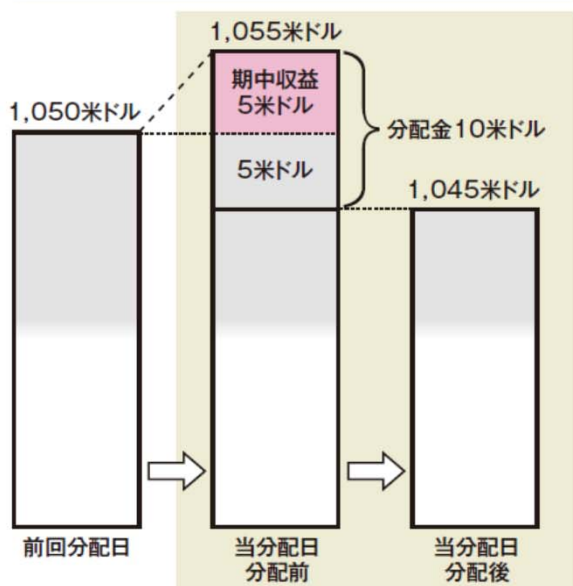 1,055米ドル
1,050米ドル
期中収益
5米ドル
分配金10米ドル
5米ドル
1,045米ドル
前回分配日
当分配日
分配前
当分配日
分配後